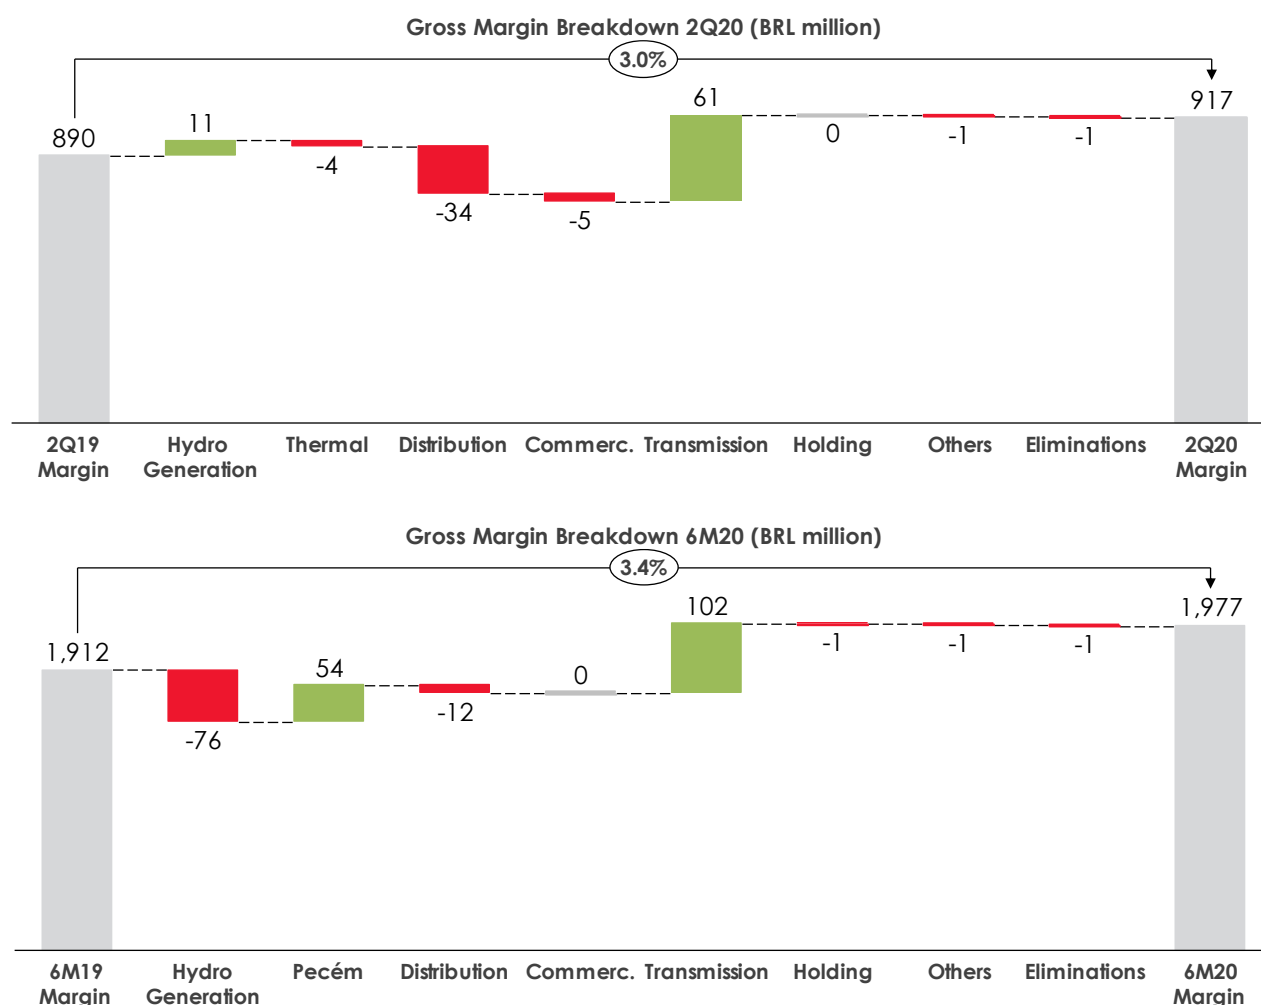 Gross Margin Breakdown 2Q20 (BRL million)
3.0%
890
11
-4
-34
-5
61
0
-1
-1
917
2Q19 Margin
Hydro Generation
Thermal
Distribution
Commerc.
Transmission
Holding
Others
Eliminations
2Q20 Margin
Gross Margin Breakdown 6M20 (BRL million)
3.4%
1,912
-76
54
-12
0
102
-1
-1
-1
1,977
6M19 Margin
Hydro Generation
Pecém
Distribution
Commerc.
Transmission
Holding
Others
Eliminations
6M20 Margin